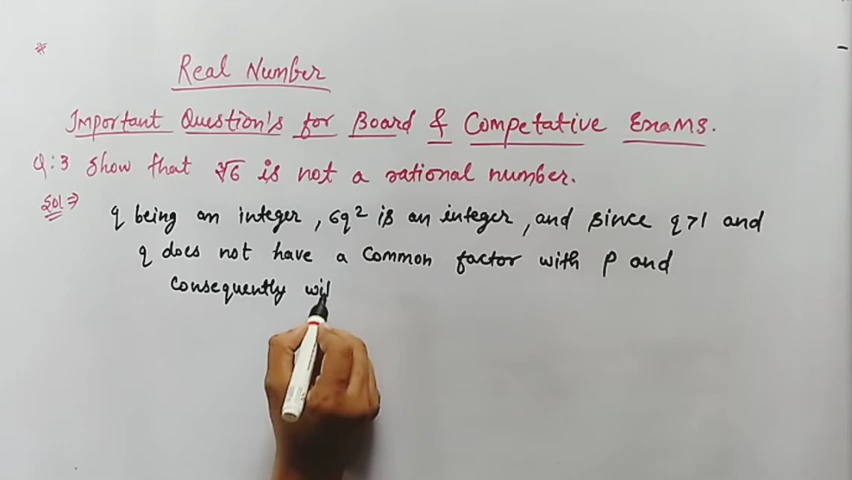 Real Number
Important Question's for Board & Competative Exams.
Q:3 Show that ∛6 is not a rational number.
Sol ⇒
q being an integer, 6q² is an integer, and since q>1 and
q does not have a common factor with p and
consequently wil